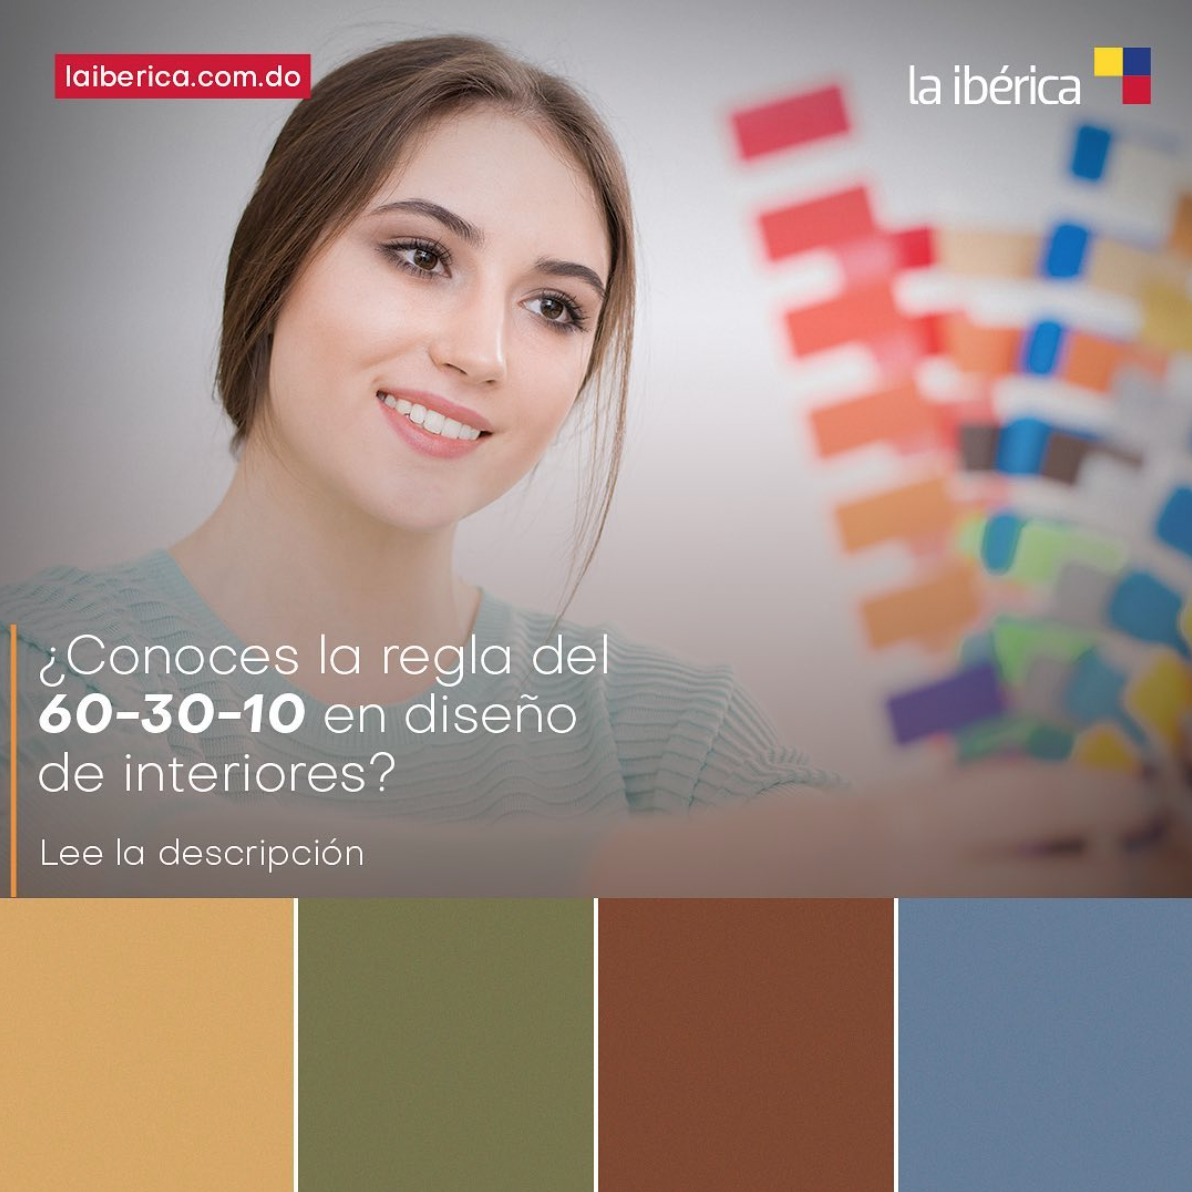 laiberica.com.do
la ibérica
¿Conoces la regla del
60-30-10 en diseño
de interiores?
Lee la descripción